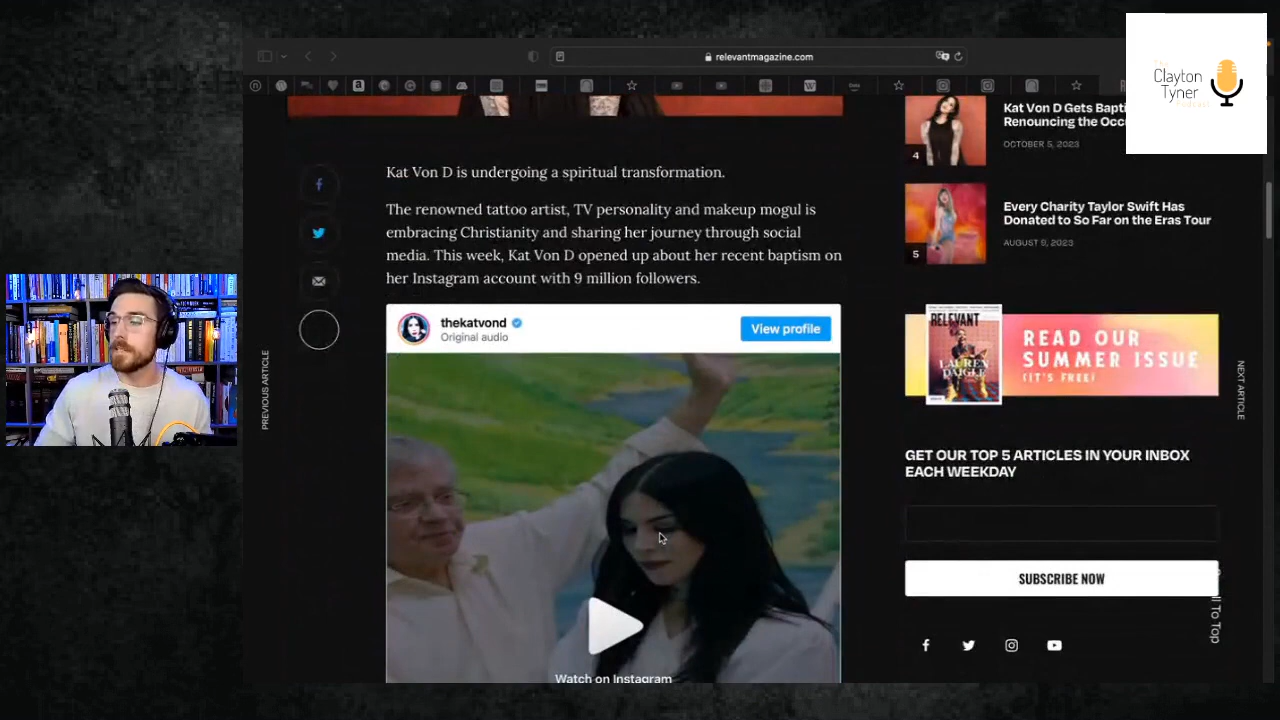 The
Clayton
Tyner
Podcast
relevantmagazine.com
Kat Von D is undergoing a spiritual transformation.
The renowned tattoo artist, TV personality and makeup mogul is
embracing Christianity and sharing her journey through social
media. This week, Kat Von D opened up about her recent baptism on
her Instagram account with 9 million followers.
thekatvond
Original audio
View profile
Watch on Instagram
PREVIOUS ARTICLE
4
Kat Von D Gets Bapti
Renouncing the Occu
OCTOBER 5, 2023
5
Every Charity Taylor Swift Has
Donated to So Far on the Eras Tour
AUGUST 9, 2023
RELEVANT
LAUREN
DAIGLE
READ OUR
SUMMER ISSUE
(IT'S FREE)
NEXT ARTICLE
GET OUR TOP 5 ARTICLES IN YOUR INBOX
EACH WEEKDAY
SUBSCRIBE NOW
ll To Top